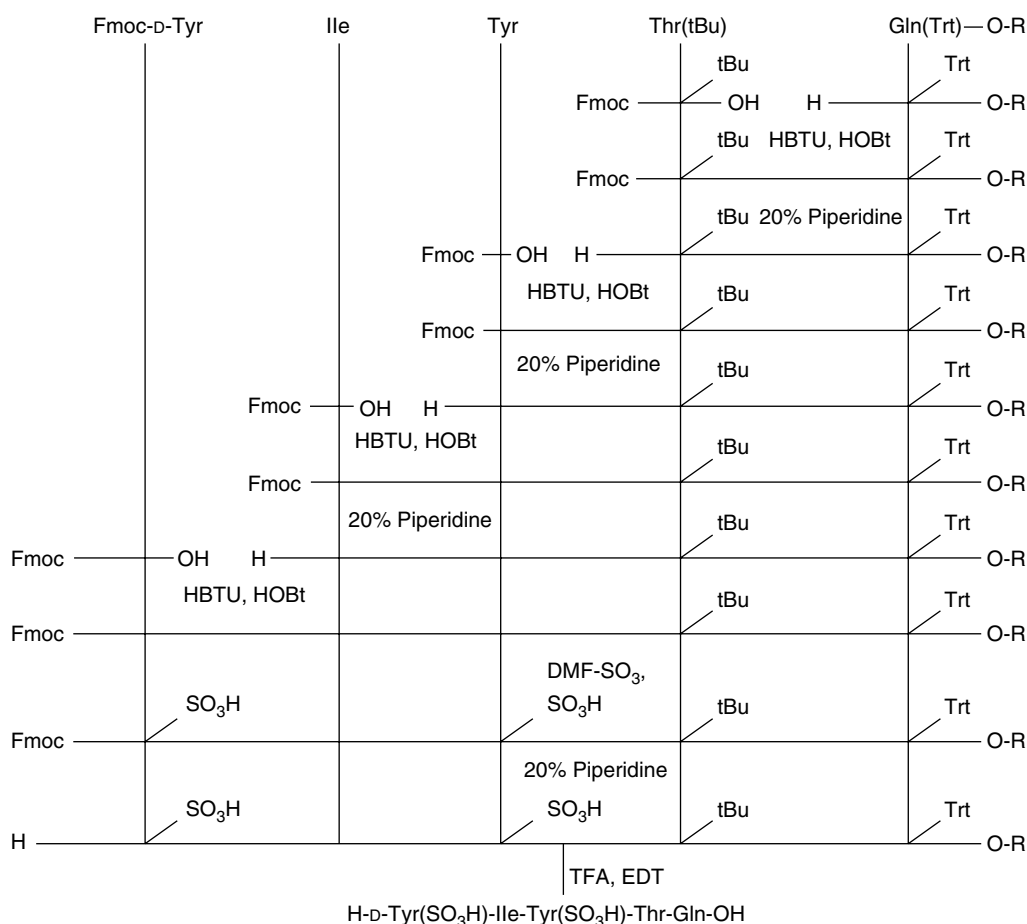 Fmoc-D-Tyr Ile Tyr Thr(tBu) Gln(Trt) O-R
tBu Trt
Fmoc OH H O-R
tBu HBTU, HOBt Trt
Fmoc O-R
tBu 20% Piperidine Trt
Fmoc OH H O-R
HBTU, HOBt tBu Trt
Fmoc O-R
20% Piperidine tBu Trt
Fmoc OH H O-R
HBTU, HOBt tBu Trt
Fmoc O-R
20% Piperidine tBu Trt
Fmoc OH H O-R
HBTU, HOBt tBu Trt
Fmoc O-R
DMF-SO₃,
SO₃H SO₃H tBu Trt
Fmoc O-R
20% Piperidine
SO₃H SO₃H tBu Trt
H O-R
TFA, EDT
H-D-Tyr(SO₃H)-Ile-Tyr(SO₃H)-Thr-Gln-OH